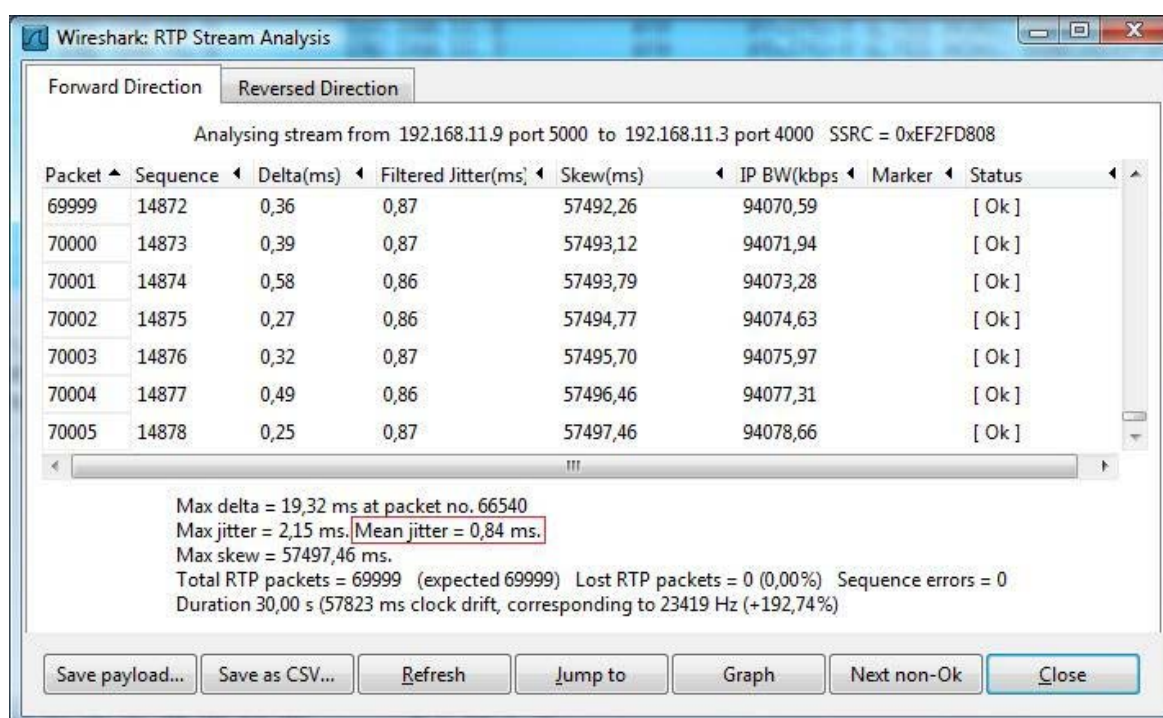 Wireshark: RTP Stream Analysis
Forward Direction Reversed Direction
Analysing stream from 192.168.11.9 port 5000 to 192.168.11.3 port 4000 SSRC = 0xEF2FD808
Packet Sequence Delta(ms) Filtered Jitter(ms) Skew(ms) IP BW(kbps Marker Status
69999 14872 0,36 0,87 57492,26 94070,59 [ Ok ]
70000 14873 0,39 0,87 57493,12 94071,94 [ Ok ]
70001 14874 0,58 0,86 57493,79 94073,28 [ Ok ]
70002 14875 0,27 0,86 57494,77 94074,63 [ Ok ]
70003 14876 0,32 0,87 57495,70 94075,97 [ Ok ]
70004 14877 0,49 0,86 57496,46 94077,31 [ Ok ]
70005 14878 0,25 0,87 57497,46 94078,66 [ Ok ]
Max delta = 19,32 ms at packet no. 66540
Max jitter = 2,15 ms. Mean jitter = 0,84 ms.
Max skew = 57497,46 ms.
Total RTP packets = 69999 (expected 69999) Lost RTP packets = 0 (0,00%) Sequence errors = 0
Duration 30,00 s (57823 ms clock drift, corresponding to 23419 Hz (+192,74%)
Save payload... Save as CSV... Refresh Jump to Graph Next non-Ok Close